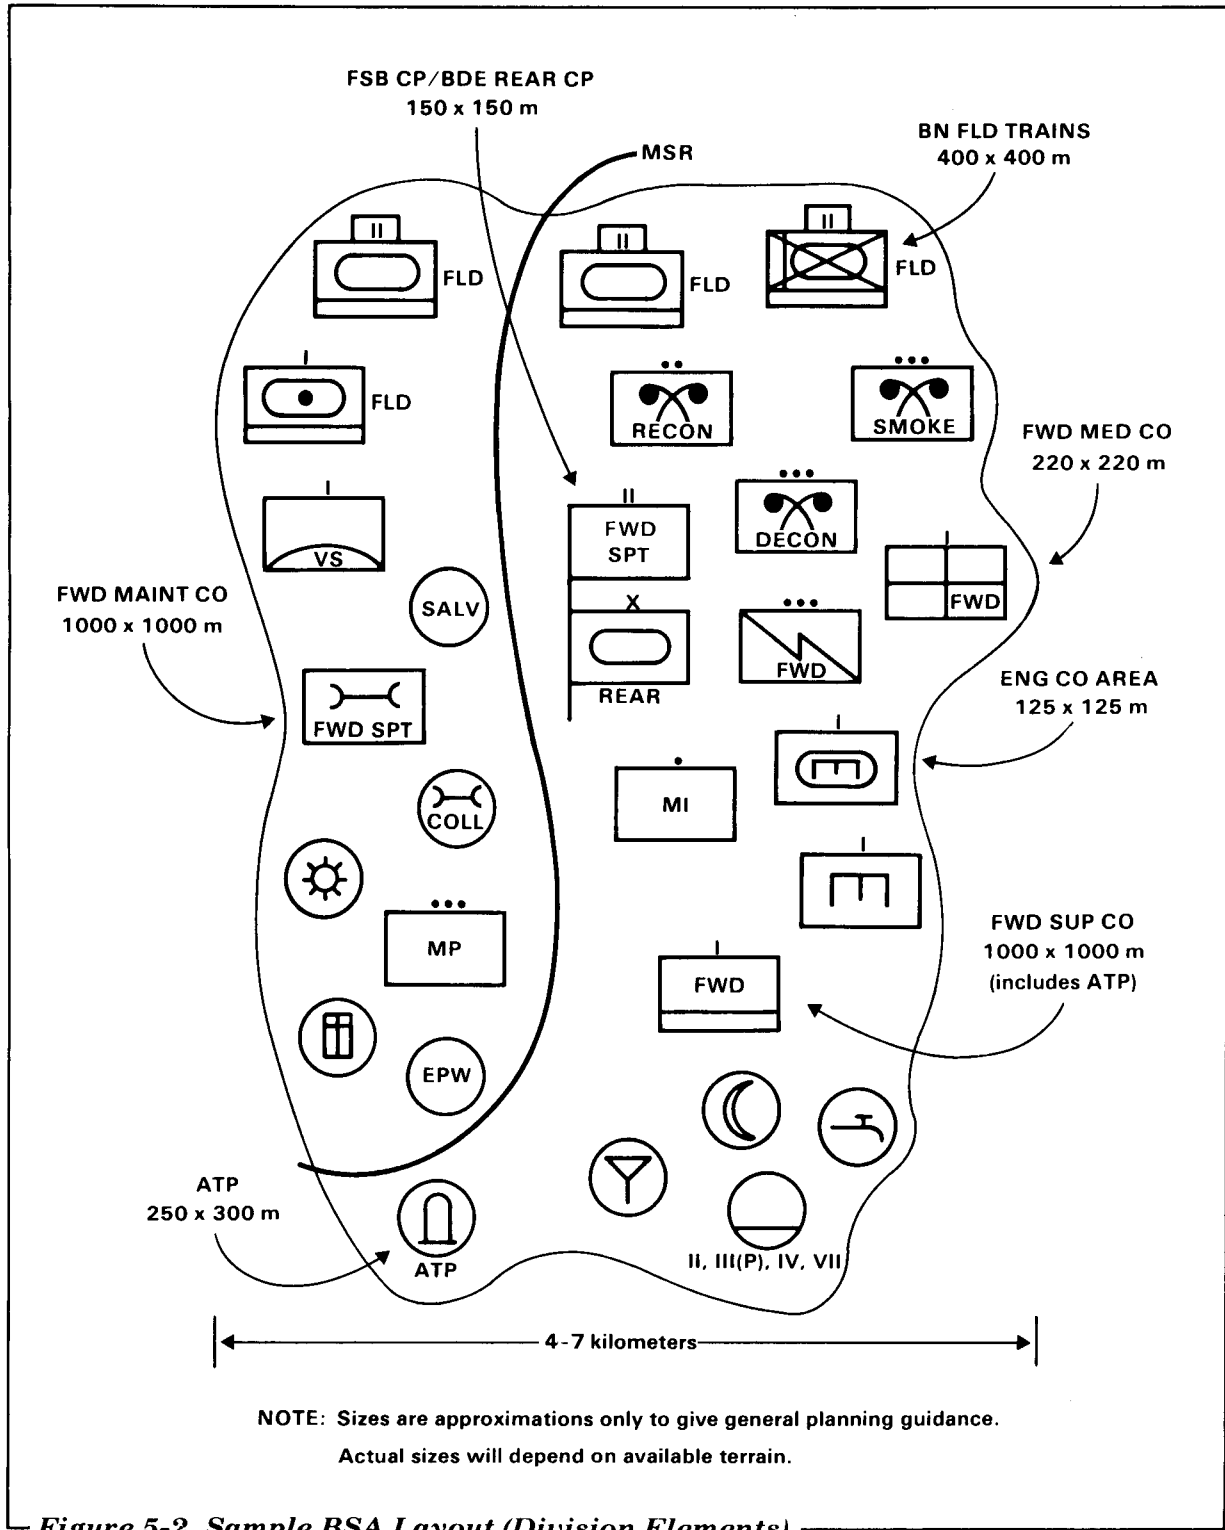 FSB CP/BDE REAR CP
150 x 150 m
MSR
BN FLD TRAINS
400 x 400 m
II
FLD
II
FLD
II
FLD
I
FLD
RECON
SMOKE
FWD MED CO
220 x 220 m
I
VS
II
FWD
SPT
DECON
I
FWD
FWD MAINT CO
1000 x 1000 m
SALV
X
REAR
FWD
ENG CO AREA
125 x 125 m
FWD SPT
I
MI
COLL
I
MP
FWD SUP CO
1000 x 1000 m
(includes ATP)
I
FWD
EPW
ATP
250 x 300 m
ATP
II, III(P), IV, VII
4-7 kilometers
NOTE: Sizes are approximations only to give general planning guidance.
Actual sizes will depend on available terrain.
Figure 5-2. Sample BSA Layout (Division Elements)